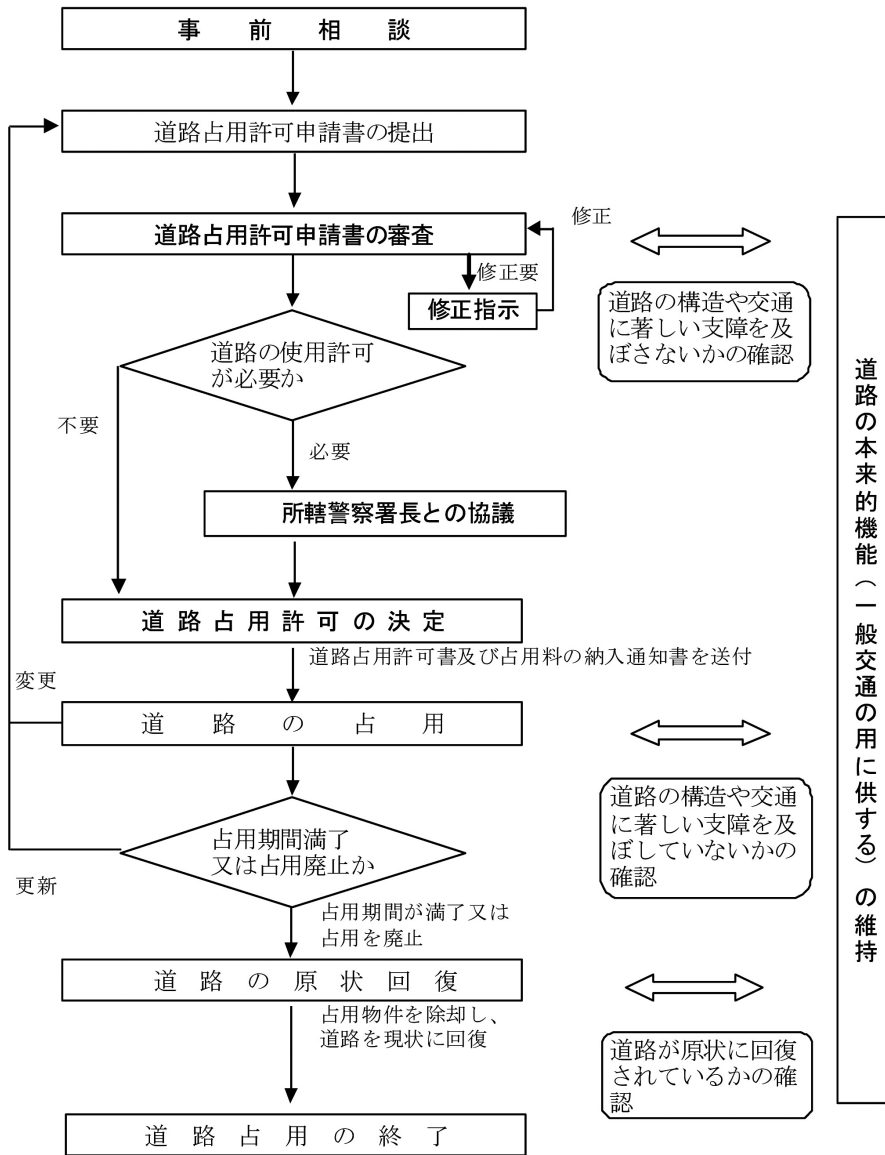 事前相談
道路占用許可申請書の提出
道路占用許可申請書の審査
修正
修正要
修正指示
道路の構造や交通
に著しい支障を及
ぼさないかの確認
道路の使用許可
が必要か
不要
必要
所轄警察署長との協議
道路占用許可の決定
道路占用許可書及び占用料の納入通知書を送付
変更
道路の占用
道路の構造や交通
に著しい支障を及
ぼしていないかの
確認
占用期間満了
又は占用廃止か
更新
占用期間が満了又は
占用を廃止
道路の原状回復
占用物件を除却し、
道路を現状に回復
道路が原状に回復
されているかの確
認
道路占用の終了
道路の本来的機能（一般交通の用に供する）の維持